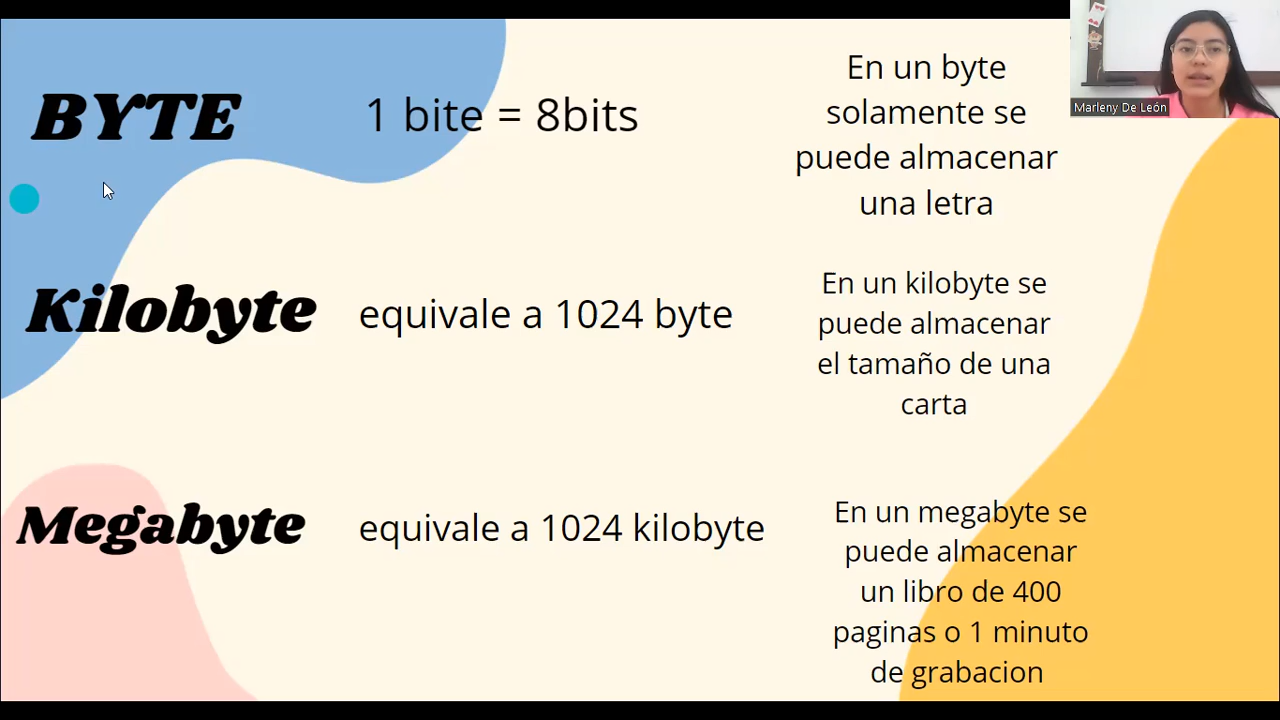 BYTE
1 bite = 8bits
En un byte
solamente se
puede almacenar
una letra
Kilobyte
equivale a 1024 byte
En un kilobyte se
puede almacenar
el tamaño de una
carta
Megabyte
equivale a 1024 kilobyte
En un megabyte se
puede almacenar
un libro de 400
paginas o 1 minuto
de grabacion
Marleny De León